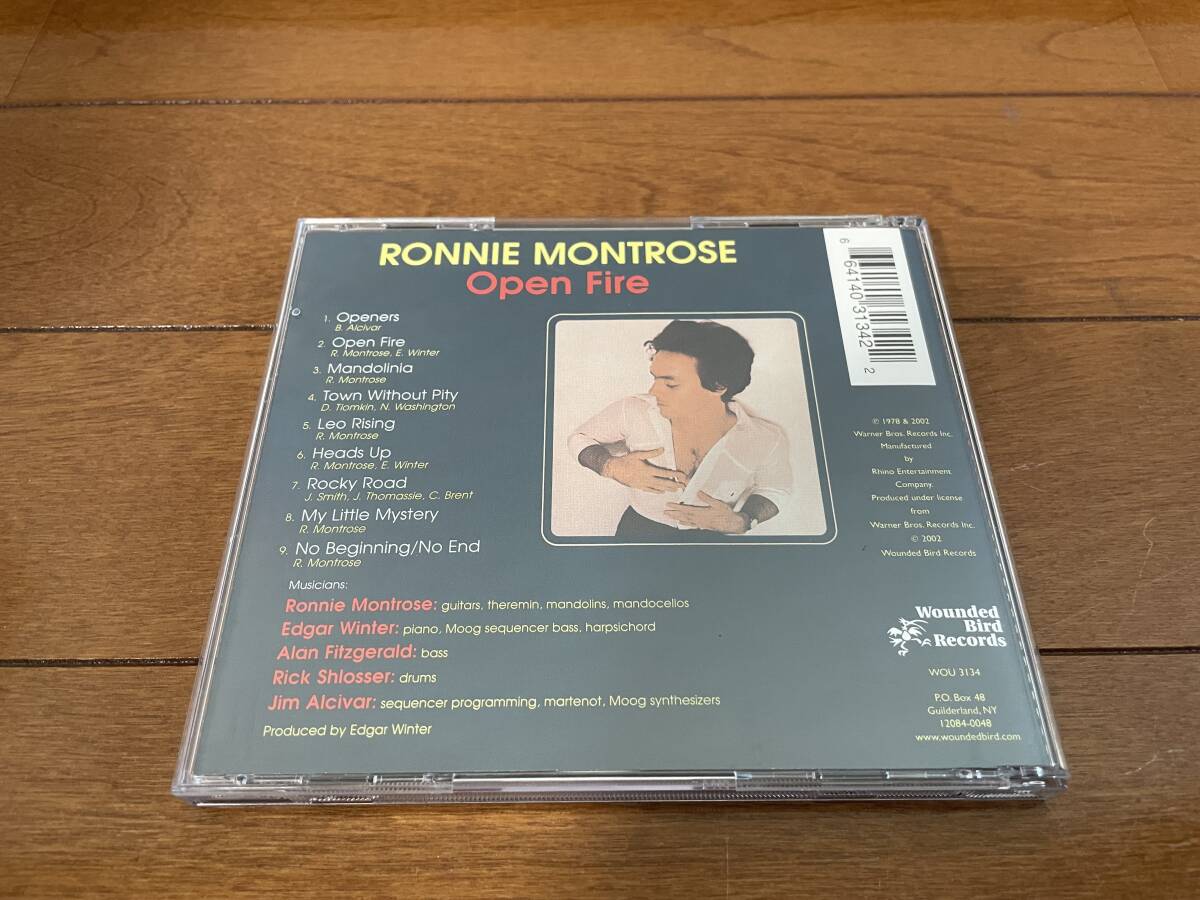 RONNIE MONTROSE
Open Fire
1. Openers
B. Alcivar
2. Open Fire
R. Montrose, E. Winter
3. Mandolinia
R. Montrose
4. Town Without Pity
D. Tiomkin, N. Washington
5. Leo Rising
R. Montrose
6. Heads Up
R. Montrose, E. Winter
7. Rocky Road
J. Smith, J. Thomassie, C. Brent
8. My Little Mystery
R. Montrose
9. No Beginning/No End
R. Montrose
Musicians:
Ronnie Montrose: guitars, theremin, mandolins, mandocellos
Edgar Winter: piano, Moog sequencer bass, harpsichord
Alan Fitzgerald: bass
Rick Shlosser: drums
Jim Alcivar: sequencer programming, martenot, Moog synthesizers
Produced by Edgar Winter
6 64140 31342 2
℗ 1978 & 2002
Warner Bros. Records Inc.
Manufactured
by
Rhino Entertainment
Company.
Produced under license
from
Warner Bros. Records Inc.
© 2002
Wounded Bird Records
Wounded
Bird
Records
WOU 3134
P.O. Box 48
Guilderland, NY
12084-0048
www.woundedbird.com